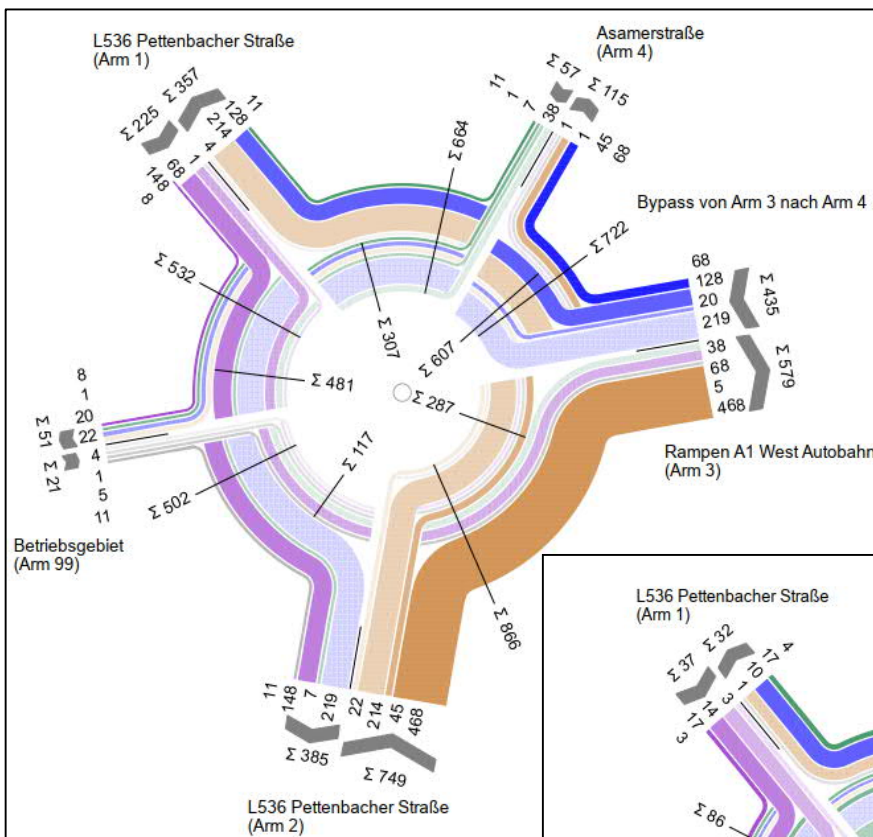 L536 Pettenbacher Straße
(Arm 1)
Σ 225
Σ 357
8
148
68
1
4
214
128
11
Asamerstraße
(Arm 4)
Σ 57
Σ 115
11
1
7
38
1
1
45
68
Σ 664
Bypass von Arm 3 nach Arm 4
Σ 722
68
128
20
219
38
68
5
468
Σ 435
Σ 579
Σ 532
Σ 307
Σ 607
Σ 481
Σ 287
Rampen A1 West Autobahn
(Arm 3)
8
1
20
22
4
1
5
11
Σ 51
Σ 21
Σ 117
Σ 502
Σ 866
Betriebsgebiet
(Arm 99)
11
148
7
219
22
214
45
468
Σ 385
Σ 749
L536 Pettenbacher Straße
(Arm 2)
L536 Pettenbacher Straße
(Arm 1)
Σ 37
Σ 32
3
17
14
3
1
10
17
4
Σ 86